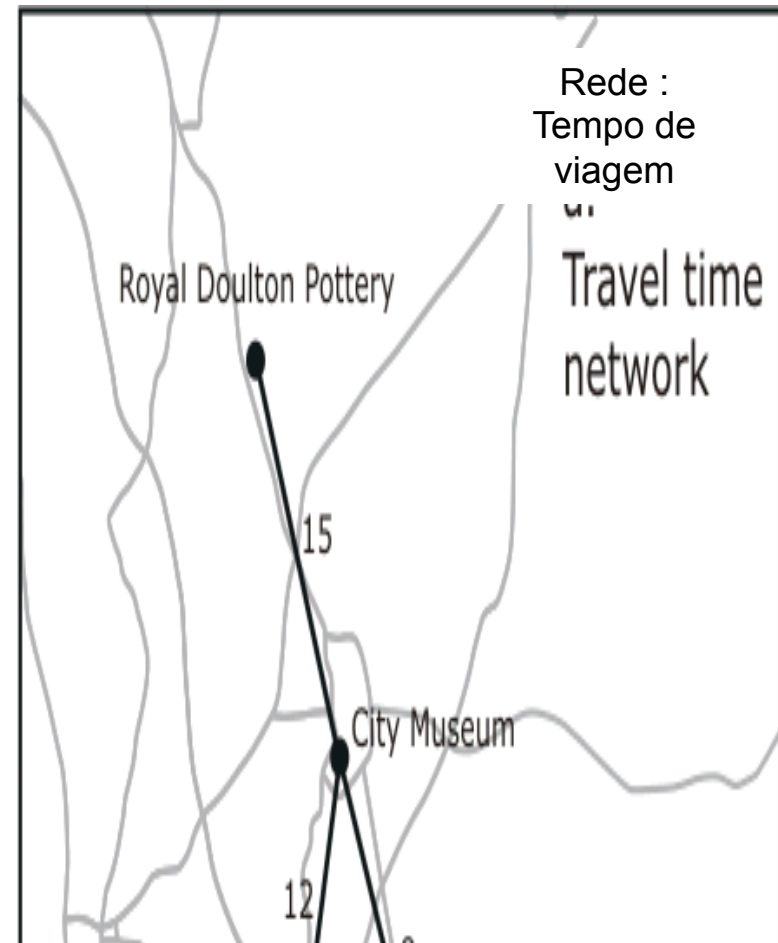 Rede :
Tempo de
viagem
Travel time
network
Royal Doulton Pottery
15
City Museum
12